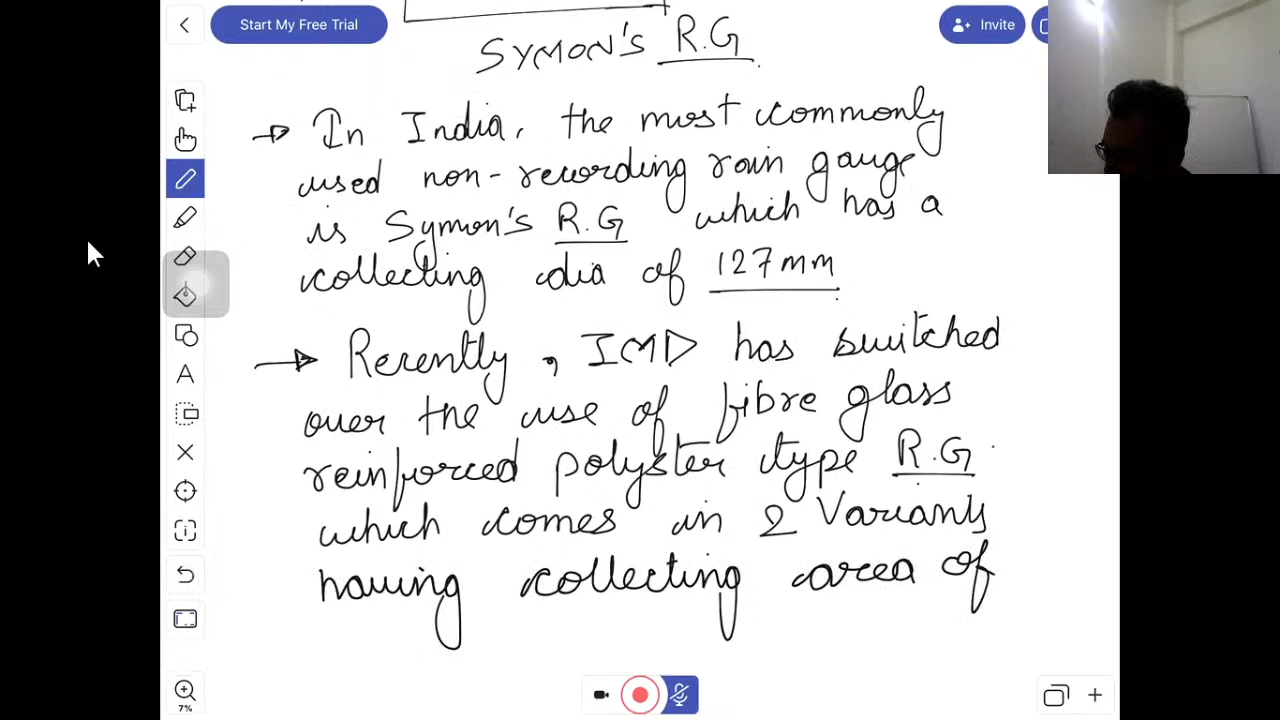 Start My Free Trial
Invite
SYMON'S R.G
→ In India, the most commonly
used non-recording rain gauge
is Symon's R.G which has a
collecting dia of 127mm
→ Recently, IMD has switched
over the use of fibre glass
reinforced polyster type R.G
which comes in 2 Variants
having collecting area of
7%